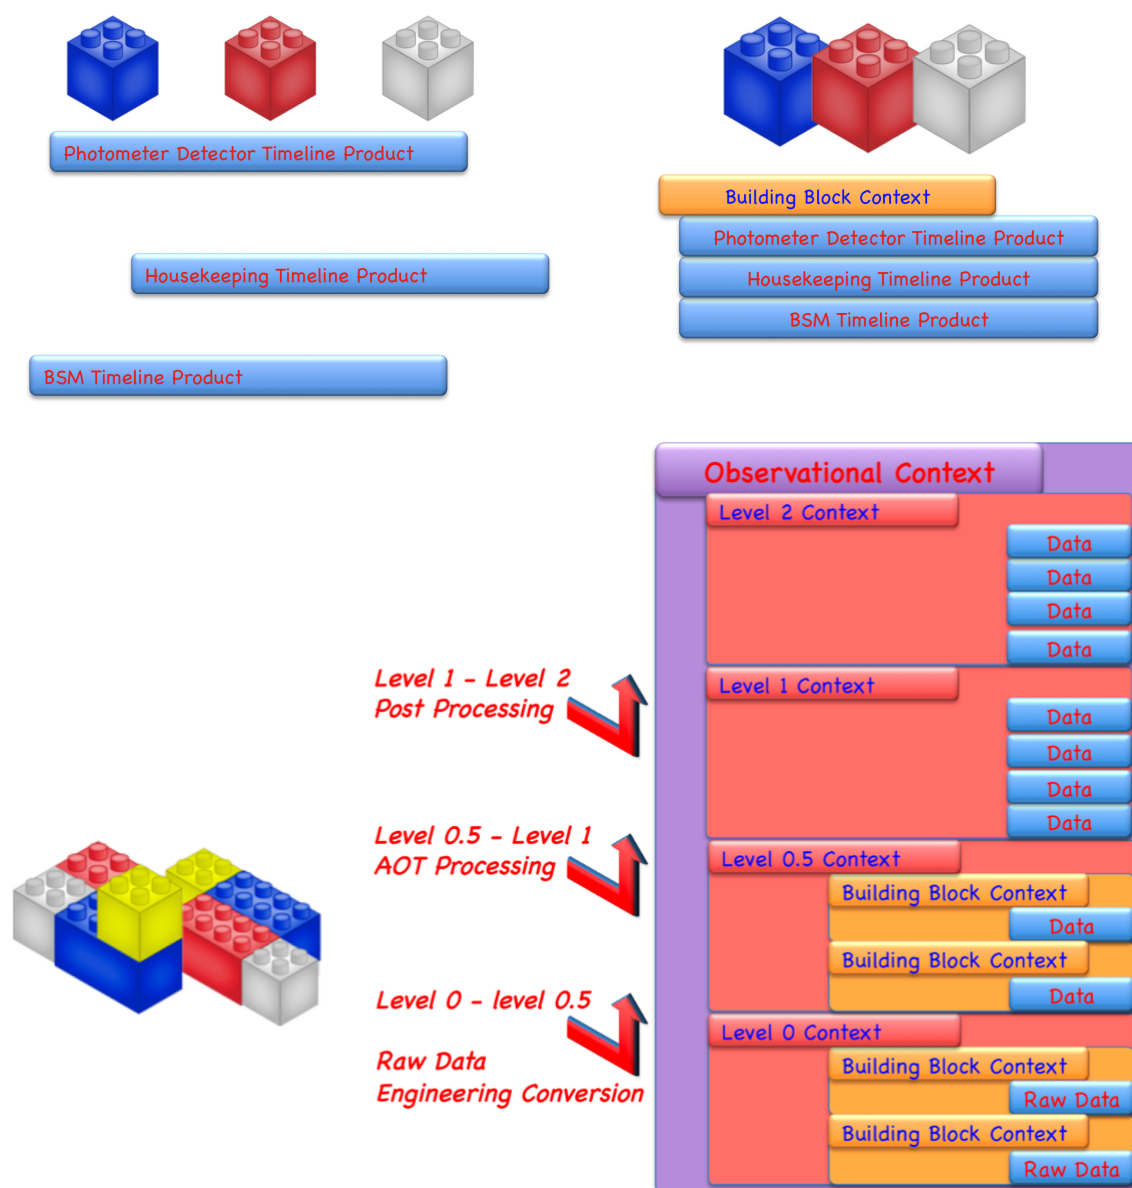 Photometer Detector Timeline Product
Housekeeping Timeline Product
BSM Timeline Product
Building Block Context
Photometer Detector Timeline Product
Housekeeping Timeline Product
BSM Timeline Product
Observational Context
Level 2 Context
Data
Data
Data
Data
Level 1 - Level 2
Post Processing
Level 1 Context
Data
Data
Data
Data
Level 0.5 - Level 1
AOT Processing
Level 0.5 Context
Building Block Context
Data
Building Block Context
Data
Level 0 - level 0.5
Raw Data
Engineering Conversion
Level 0 Context
Building Block Context
Raw Data
Building Block Context
Raw Data